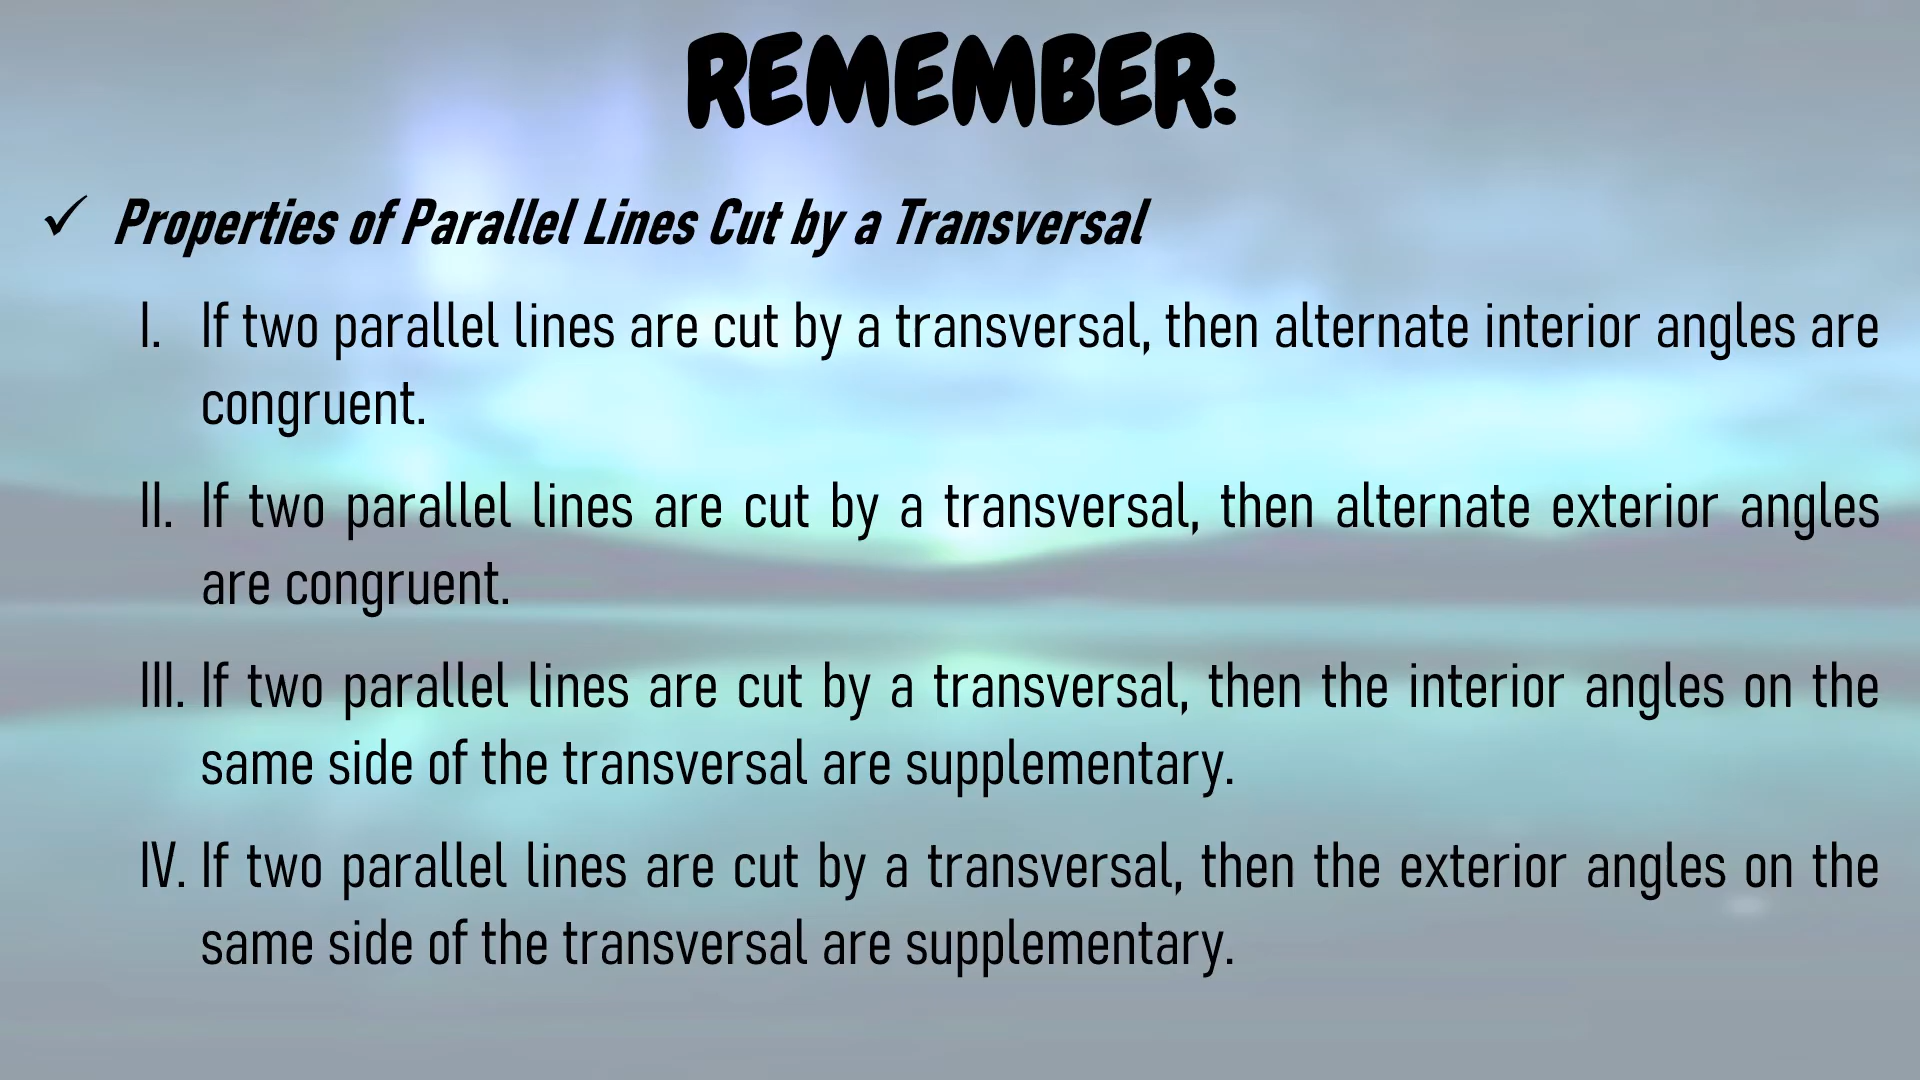 REMEMBER:
✓ Properties of Parallel Lines Cut by a Transversal
I. If two parallel lines are cut by a transversal, then alternate interior angles are
congruent.
II. If two parallel lines are cut by a transversal, then alternate exterior angles
are congruent.
III. If two parallel lines are cut by a transversal, then the interior angles on the
same side of the transversal are supplementary.
IV. If two parallel lines are cut by a transversal, then the exterior angles on the
same side of the transversal are supplementary.